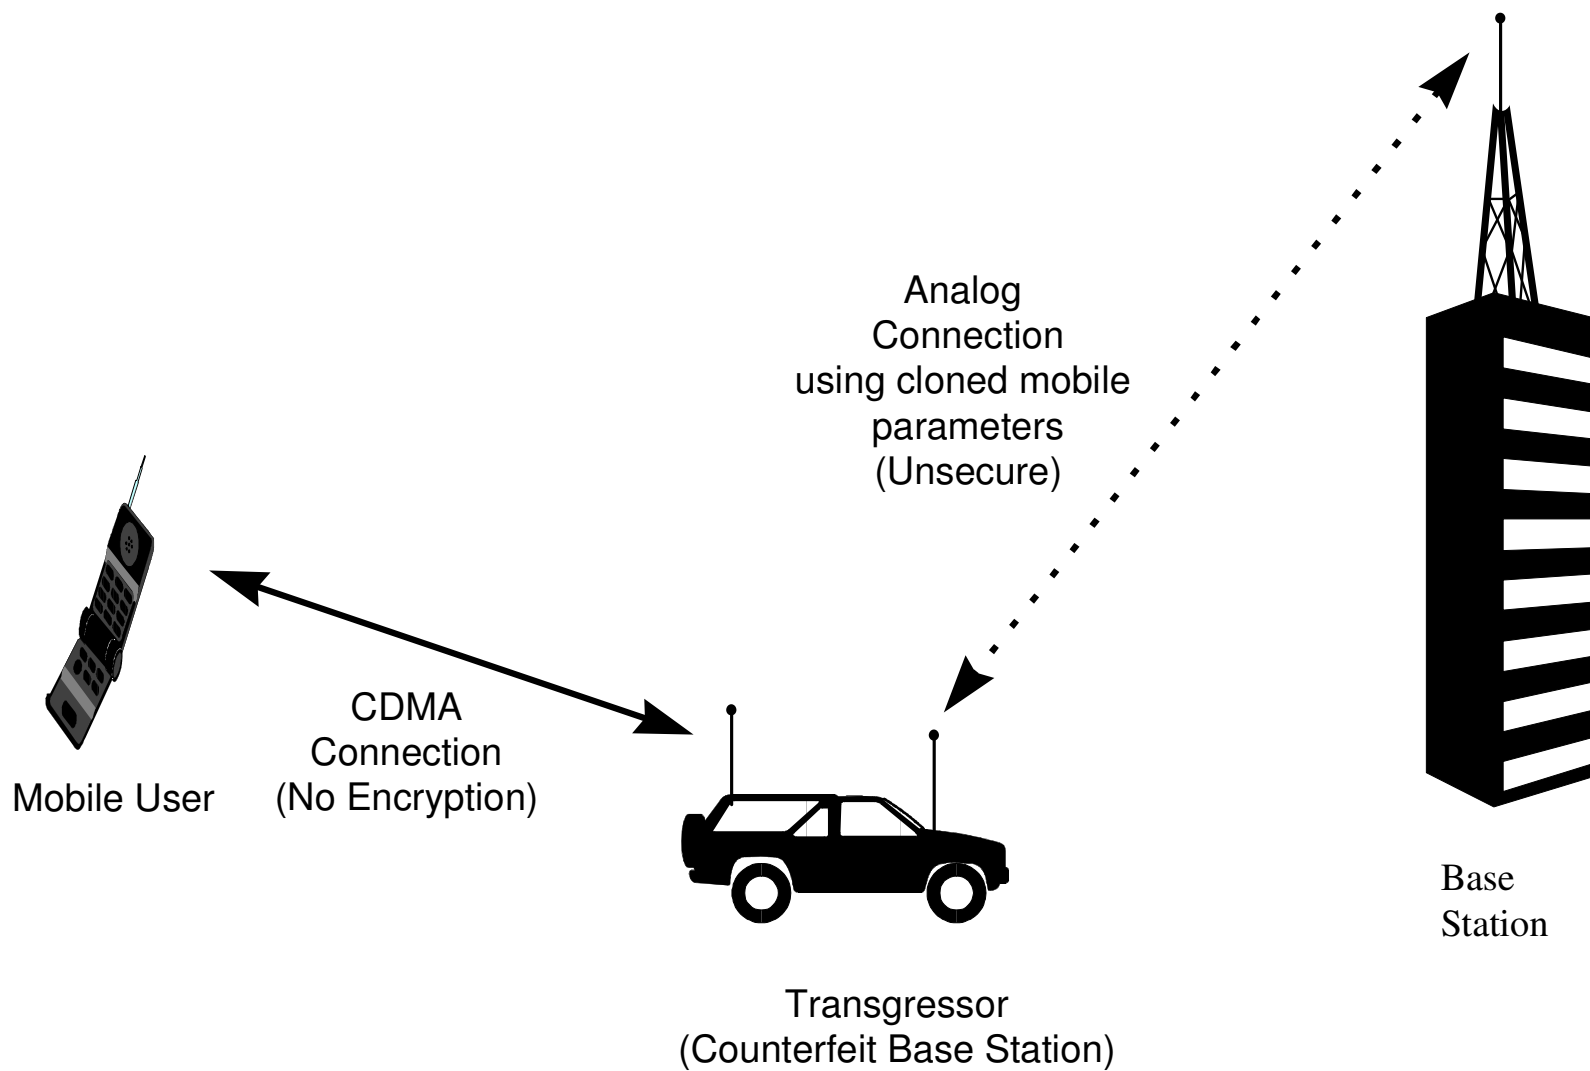 Analog
Connection
using cloned mobile
parameters
(Unsecure)
CDMA
Connection
(No Encryption)
Mobile User
Base
Station
Transgressor
(Counterfeit Base Station)